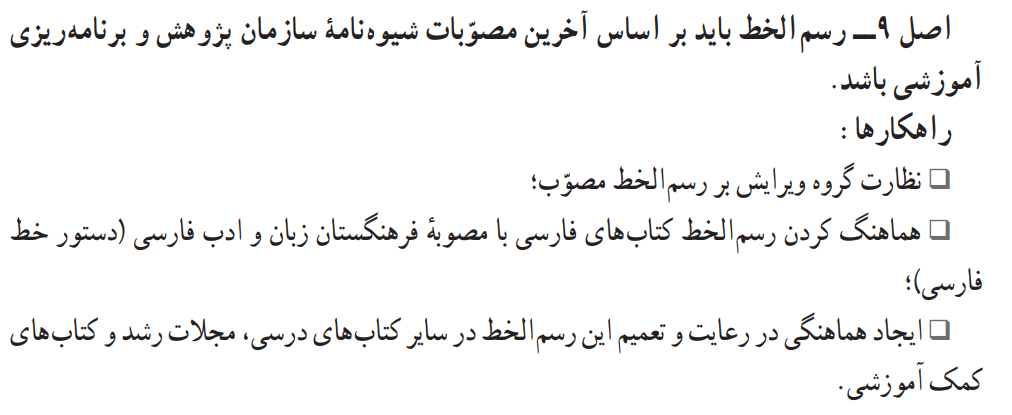 اصل ۹ــ رسم‌الخط باید بر اساس آخرین مصوّبات شیوه‌نامهٔ سازمان پژوهش و برنامه‌ریزی
آموزشی باشد.
راهکارها :
❑ نظارت گروه ویرایش بر رسم‌الخط مصوّب؛
❑ هماهنگ کردن رسم‌الخط کتاب‌های فارسی با مصوبهٔ فرهنگستان زبان و ادب فارسی (دستور خط
فارسی)؛
❑ ایجاد هماهنگی در رعایت و تعمیم این رسم‌الخط در سایر کتاب‌های درسی، مجلات رشد و کتاب‌های
کمک آموزشی.